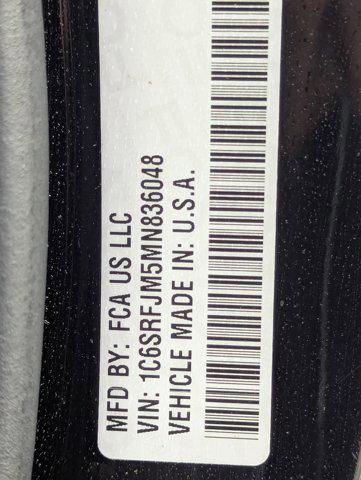 MFD BY: FCA US LLC
VIN: 1C6SRFJM5MN836048
VEHICLE MADE IN: U.S.A.